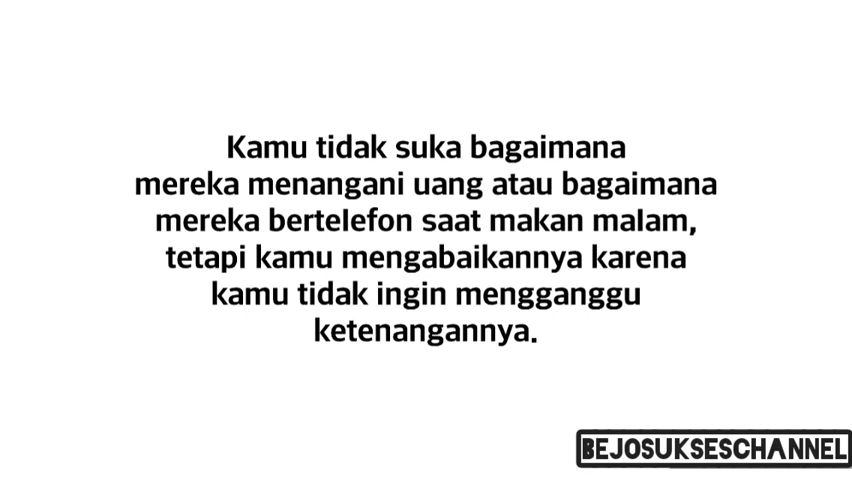 Kamu tidak suka bagaimana
mereka menangani uang atau bagaimana
mereka bertelefon saat makan malam,
tetapi kamu mengabaikannya karena
kamu tidak ingin mengganggu
ketenangannya.
BEJOSUKSESCHANNEL